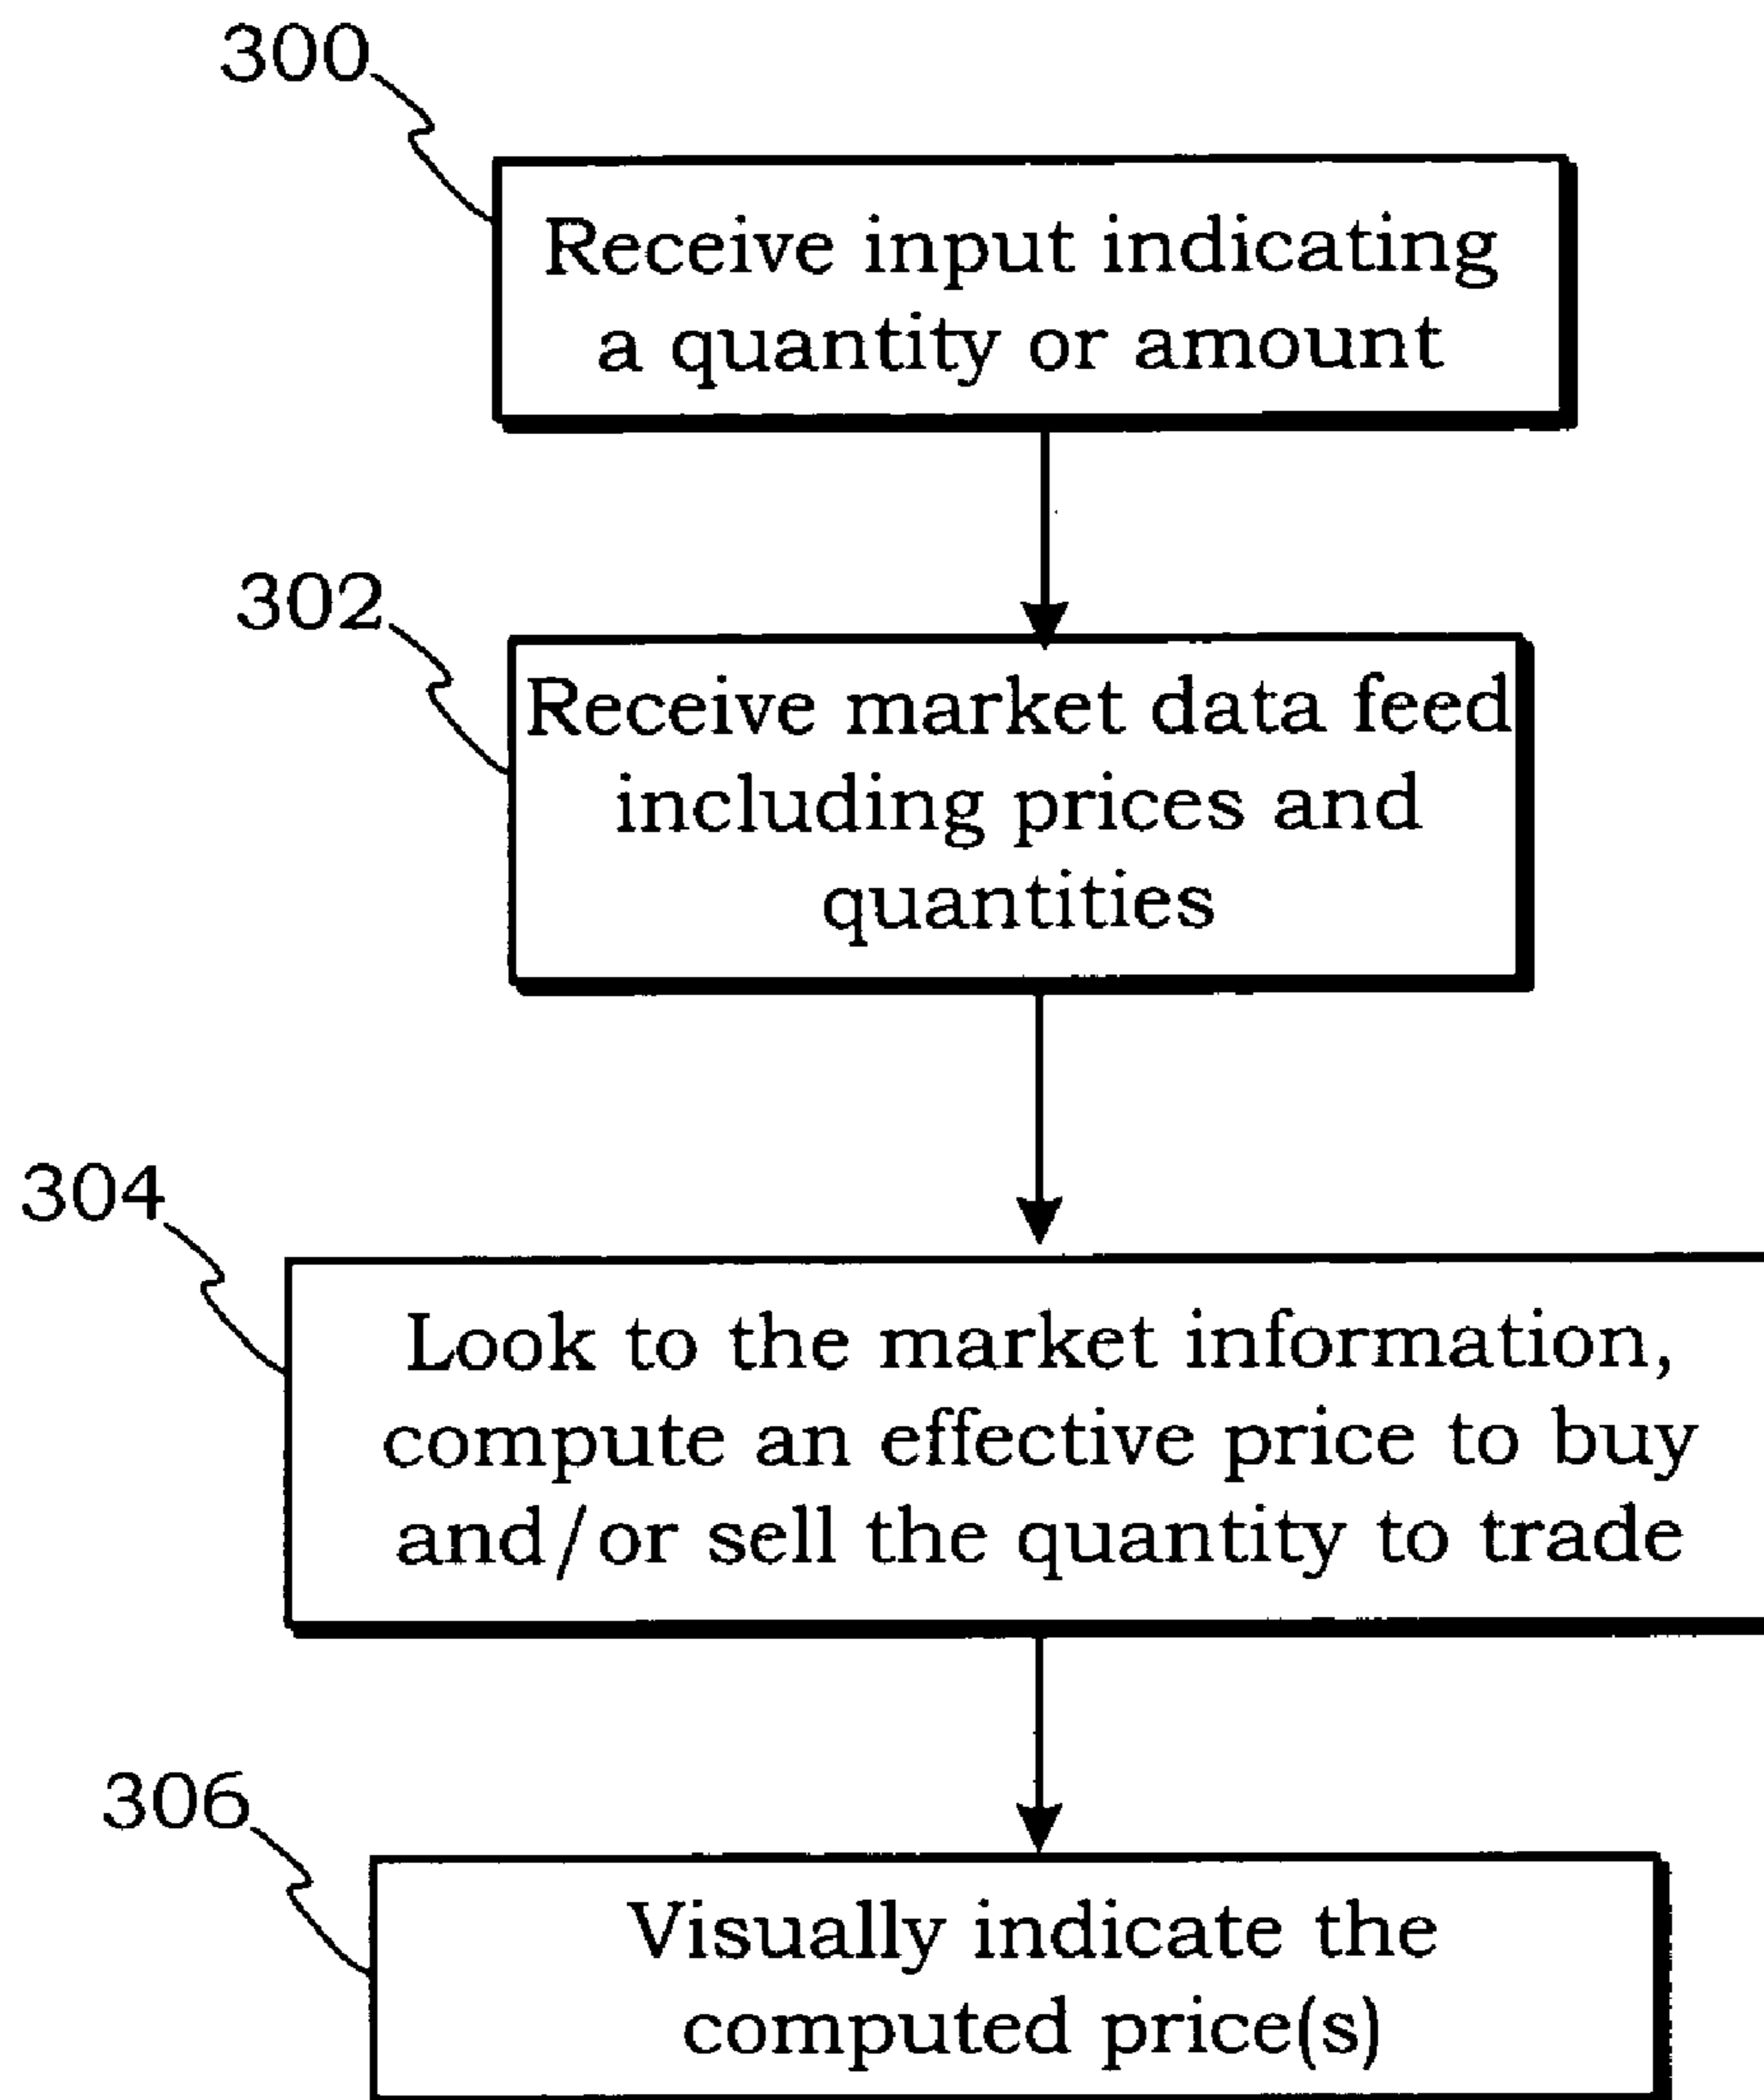 300
Receive input indicating
a quantity or amount
302
Receive market data feed
including prices and
quantities
304
Look to the market information,
compute an effective price to buy
and/or sell the quantity to trade
306
Visually indicate the
computed price(s)